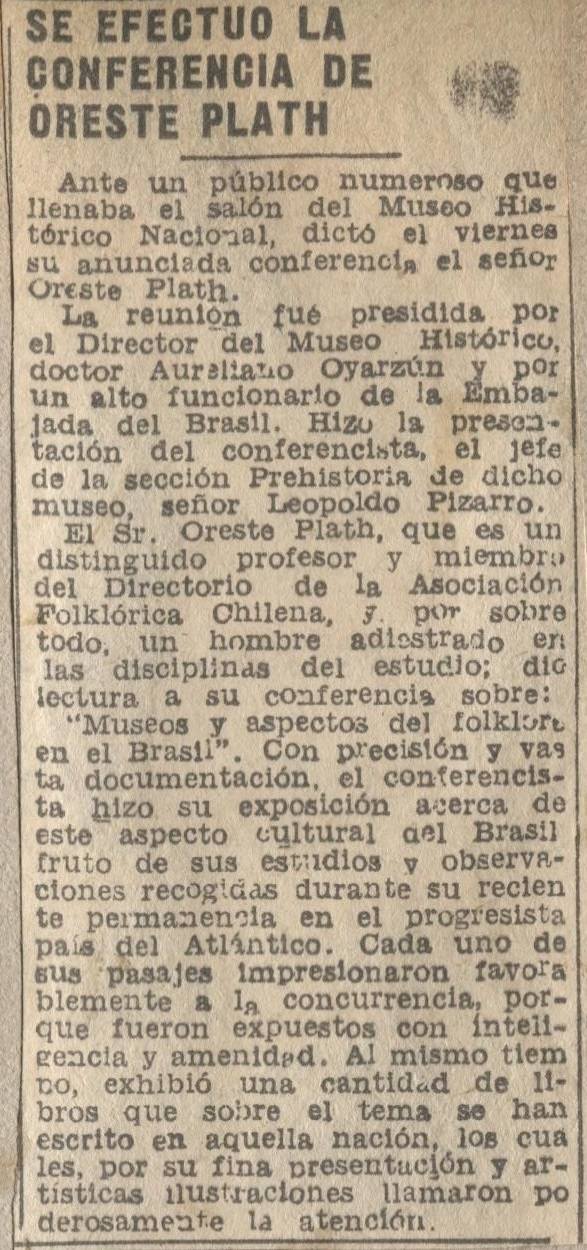 SE EFECTUO LA
CONFERENCIA DE
ORESTE PLATH
Ante un público numeroso que
llenaba el salón del Museo His-
tórico Nacional, dictó el viernes
su anunciada conferencia el señor
Oreste Plath.
La reunión fué presidida por
el Director del Museo Histórico,
doctor Aureliano Oyarzún y por
un alto funcionario de la Emba-
jada del Brasil. Hizo la presen-
tación del conferencista, el jefe
de la sección Prehistoria de dicho
museo, señor Leopoldo Pizarro.
El Sr. Oreste Plath, que es un
distinguido profesor y miembro
del Directorio de la Asociación
Folklórica Chilena, y, por sobre
todo, un hombre adiestrado en
las disciplinas del estudio; dio
lectura a su conferencia sobre:
"Museos y aspectos del folklore
en el Brasil". Con precisión y vas
ta documentación, el conferencis-
ta hizo su exposición acerca de
este aspecto cultural del Brasil
fruto de sus estudios y observa-
ciones recogidas durante su recien
te permanencia en el progresista
país del Atlántico. Cada uno de
sus pasajes impresionaron favora
blemente a la concurrencia, por-
que fueron expuestos con inteli-
gencia y amenidad. Al mismo tiem
po, exhibió una cantidad de li-
bros que sobre el tema se han
escrito en aquella nación, los cua
les, por su fina presentación y ar-
tísticas ilustraciones llamaron po
derosamente la atención.